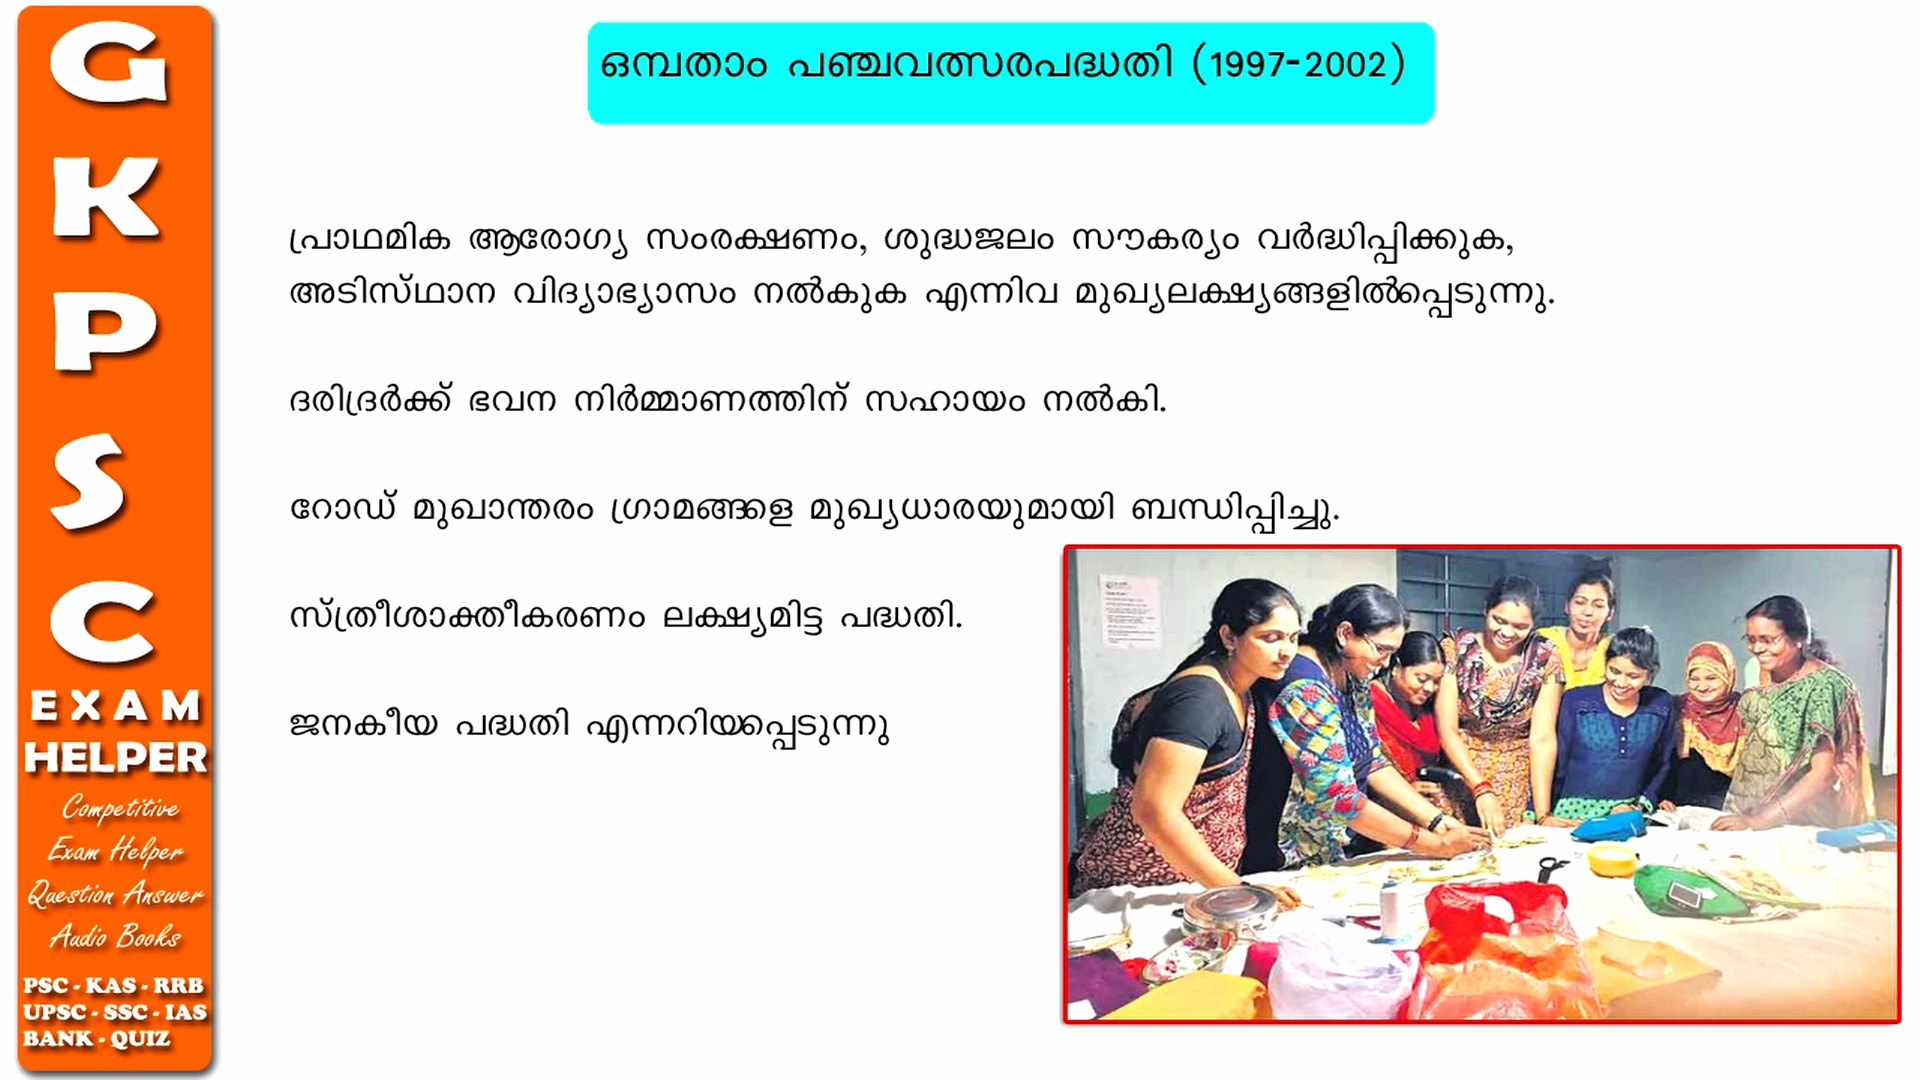 G
K
P
S
C
EXAM
HELPER
Competitive
Exam Helper
Question Answer
Audio Books
PSC - KAS - RRB
UPSC - SSC - IAS
BANK - QUIZ
ഒമ്പതാം പഞ്ചവത്സരപദ്ധതി (1997-2002)
പ്രാഥമിക ആരോഗ്യ സംരക്ഷണം, ശുദ്ധജലം സൗകര്യം വർദ്ധിപ്പിക്കുക,
അടിസ്ഥാന വിദ്യാഭ്യാസം നൽകുക എന്നിവ മുഖ്യലക്ഷ്യങ്ങളിൽപ്പെടുന്നു.
ദരിദ്രർക്ക് ഭവന നിർമ്മാണത്തിന് സഹായം നൽകി.
റോഡ് മുഖാന്തരം ഗ്രാമങ്ങളെ മുഖ്യധാരയുമായി ബന്ധിപ്പിച്ചു.
സ്ത്രീശാക്തീകരണം ലക്ഷ്യമിട്ട പദ്ധതി.
ജനകീയ പദ്ധതി എന്നറിയപ്പെടുന്നു